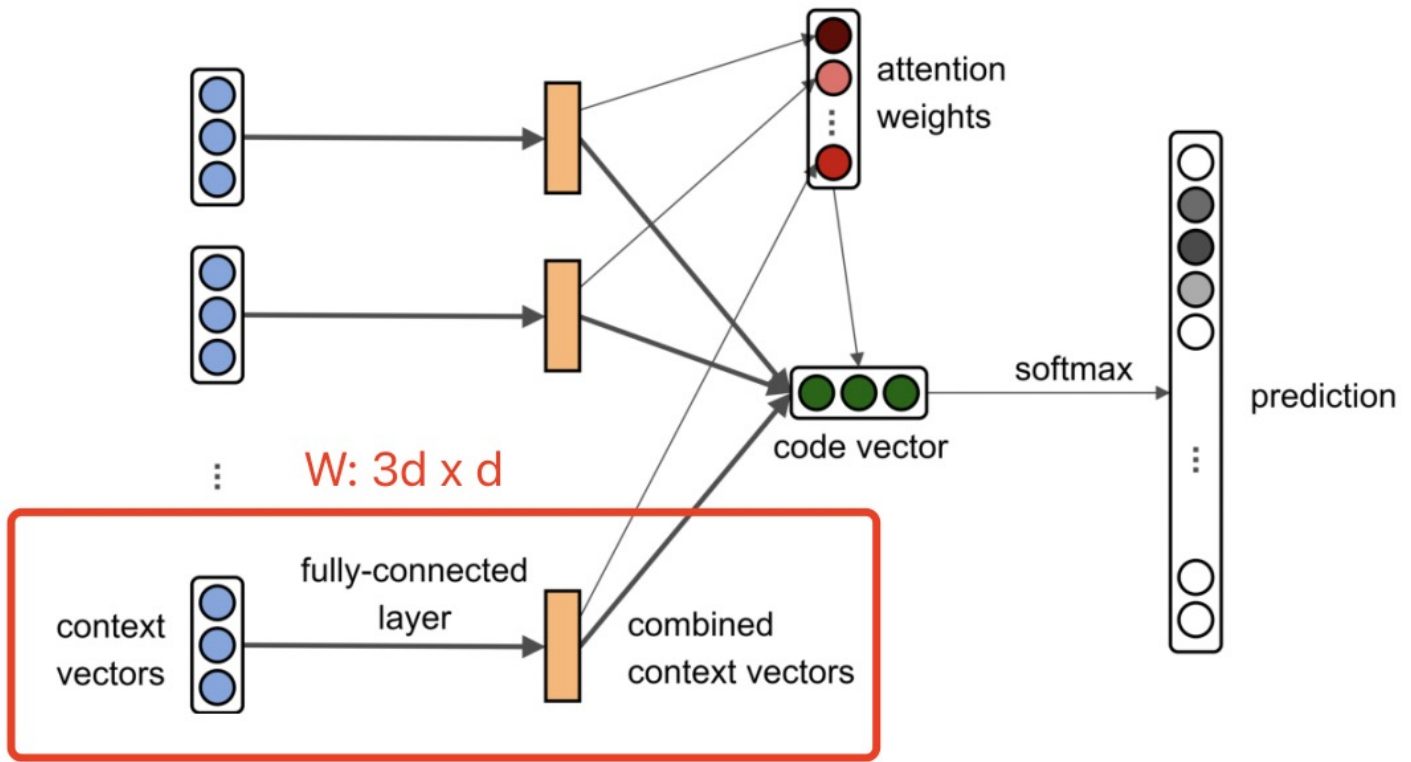 attention
weights
softmax
prediction
code vector
W: 3d x d
fully-connected
layer
context
vectors
combined
context vectors